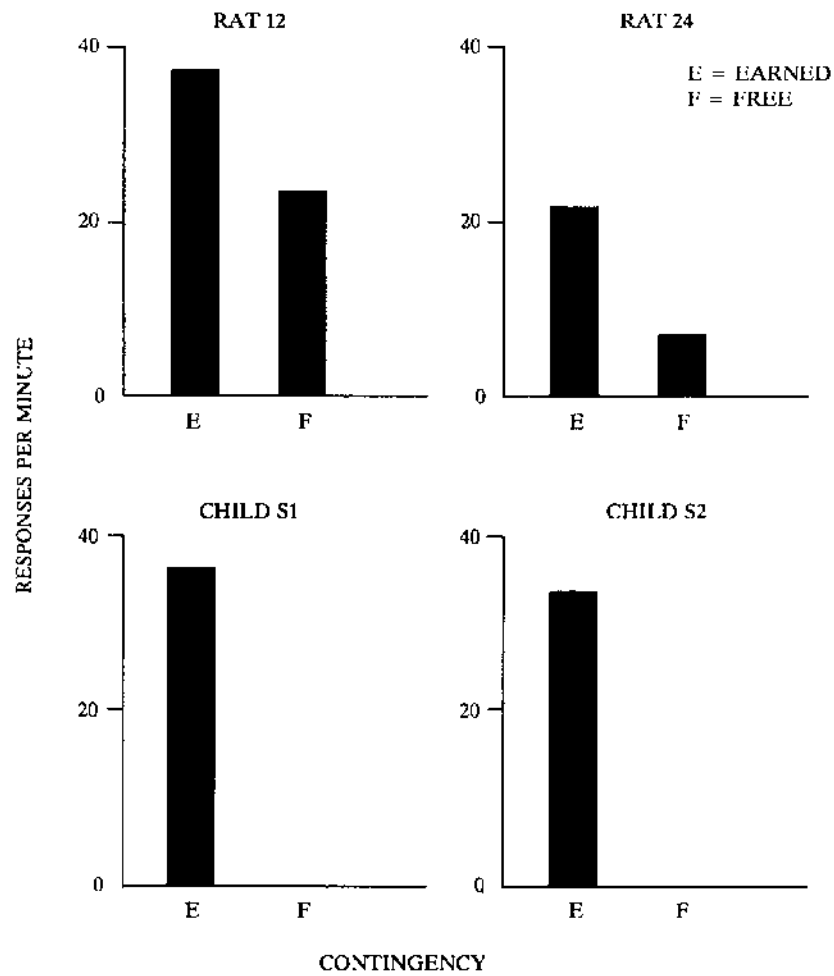 RAT 12
RAT 24
E = EARNED
F = FREE
40
20
0
E F
40
20
0
E F
RESPONSES PER MINUTE
CHILD S1
CHILD S2
40
20
0
E F
40
20
0
E F
CONTINGENCY